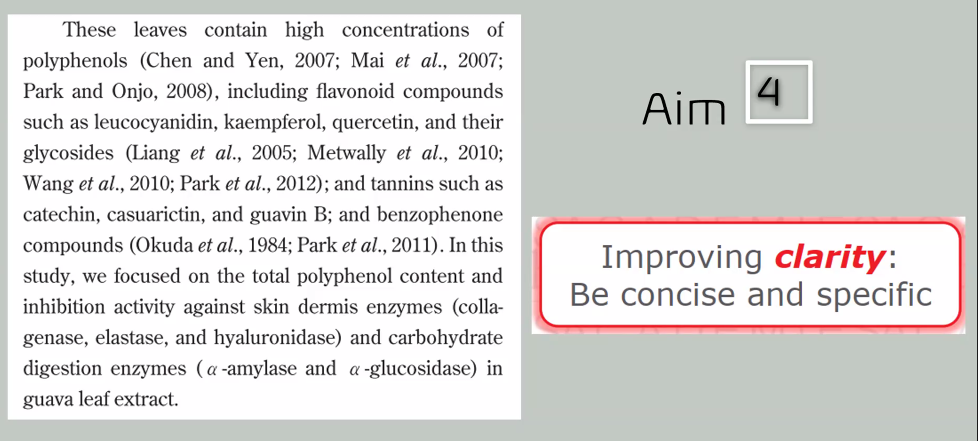 These leaves contain high concentrations of
polyphenols (Chen and Yen, 2007; Mai et al., 2007;
Park and Onjo, 2008), including flavonoid compounds
such as leucocyanidin, kaempferol, quercetin, and their
glycosides (Liang et al., 2005; Metwally et al., 2010;
Wang et al., 2010; Park et al., 2012); and tannins such as
catechin, casuarictin, and guavin B; and benzophenone
compounds (Okuda et al., 1984; Park et al., 2011). In this
study, we focused on the total polyphenol content and
inhibition activity against skin dermis enzymes (colla-
genase, elastase, and hyaluronidase) and carbohydrate
digestion enzymes (α-amylase and α-glucosidase) in
guava leaf extract.
Aim 4
Improving clarity:
Be concise and specific